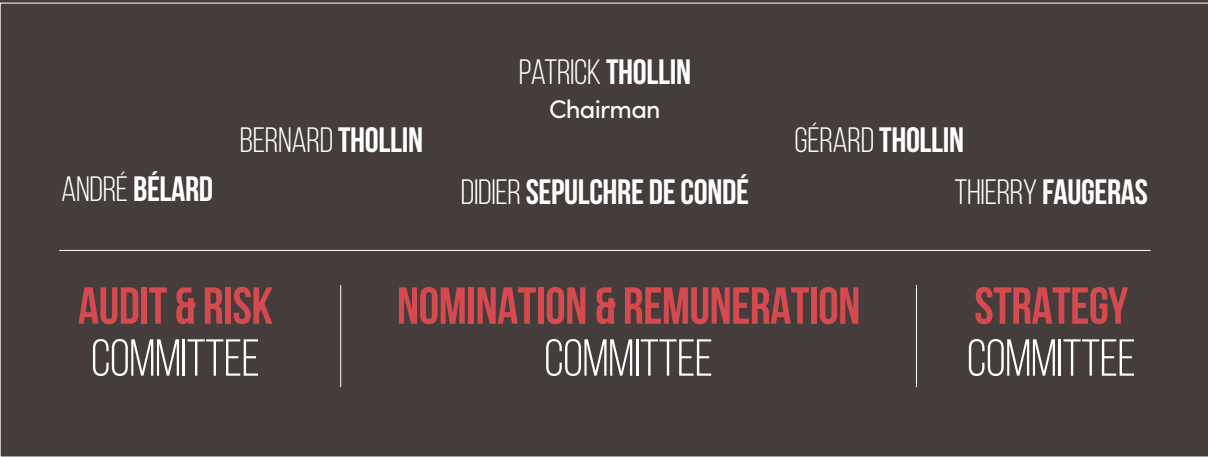 PATRICK THOLLIN
Chairman
BERNARD THOLLIN
GÉRARD THOLLIN
ANDRÉ BÉLARD
DIDIER SEPULCHRE DE CONDÉ
THIERRY FAUGERAS
AUDIT & RISK
COMMITTEE
NOMINATION & REMUNERATION
COMMITTEE
STRATEGY
COMMITTEE